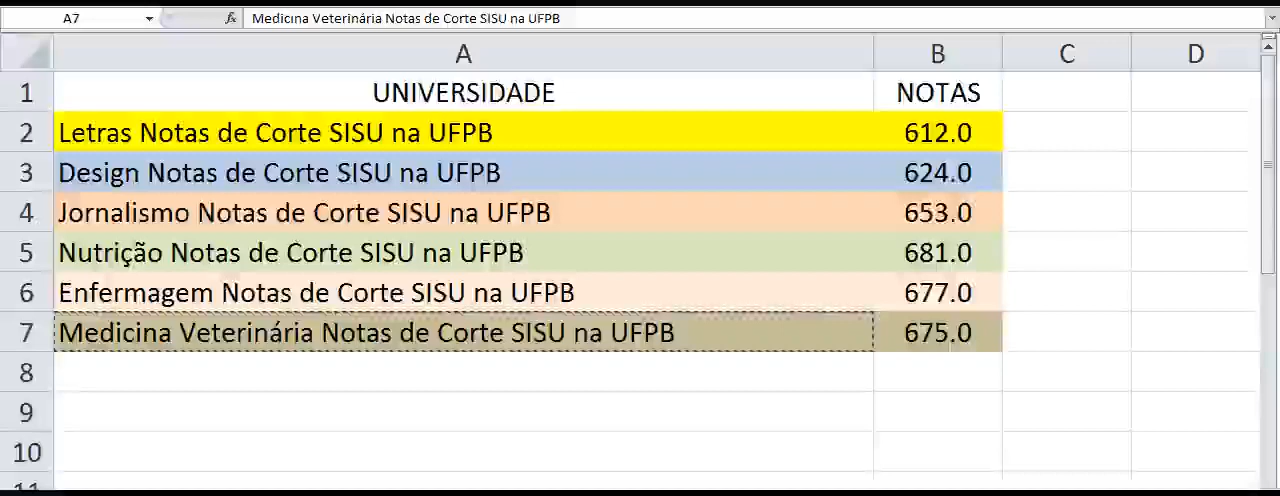 A7 fx Medicina Veterinária Notas de Corte SISU na UFPB
A B C D
1 UNIVERSIDADE NOTAS
2 Letras Notas de Corte SISU na UFPB 612.0
3 Design Notas de Corte SISU na UFPB 624.0
4 Jornalismo Notas de Corte SISU na UFPB 653.0
5 Nutrição Notas de Corte SISU na UFPB 681.0
6 Enfermagem Notas de Corte SISU na UFPB 677.0
7 Medicina Veterinária Notas de Corte SISU na UFPB 675.0
8
9
10
11